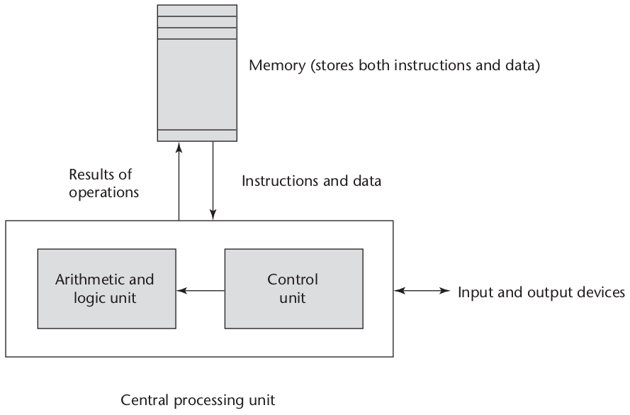 Memory (stores both instructions and data)
Results of
operations
Instructions and data
Arithmetic and
logic unit
Control
unit
Input and output devices
Central processing unit